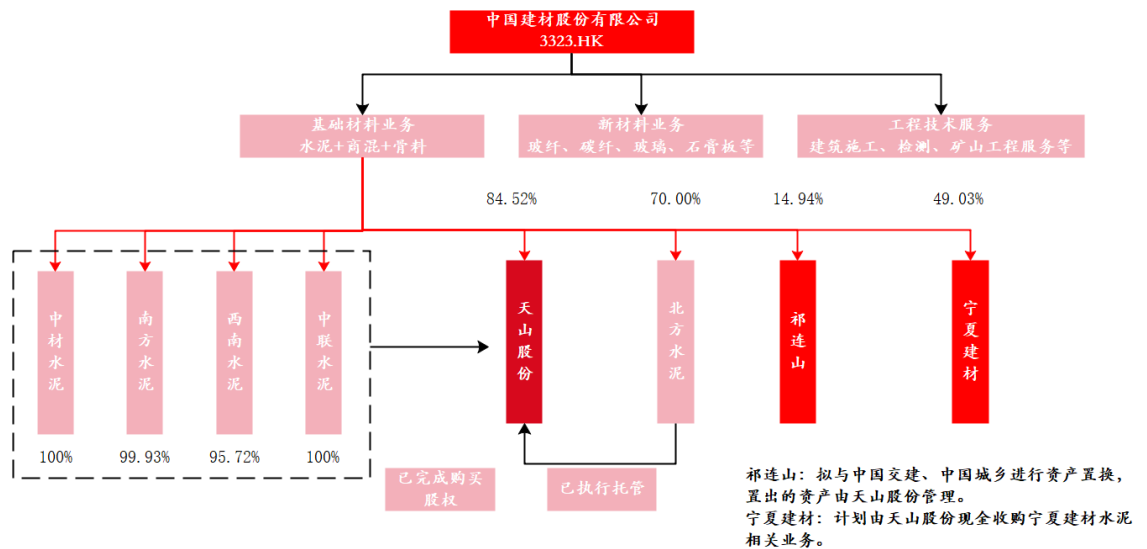 中国建材股份有限公司
3323.HK
基础材料业务
水泥+商混+骨料
新材料业务
玻纤、碳纤、玻璃、石膏板等
工程技术服务
建筑施工、检测、矿山工程服务等
84.52%
70.00%
14.94%
49.03%
中材水泥
南方水泥
西南水泥
中联水泥
天山股份
北方水泥
祁连山
宁夏建材
100%
99.93%
95.72%
100%
已完成购买
股权
已执行托管
祁连山：拟与中国交建、中国城乡进行资产置换，
置出的资产由天山股份管理。
宁夏建材：计划由天山股份现金收购宁夏建材水泥
相关业务。